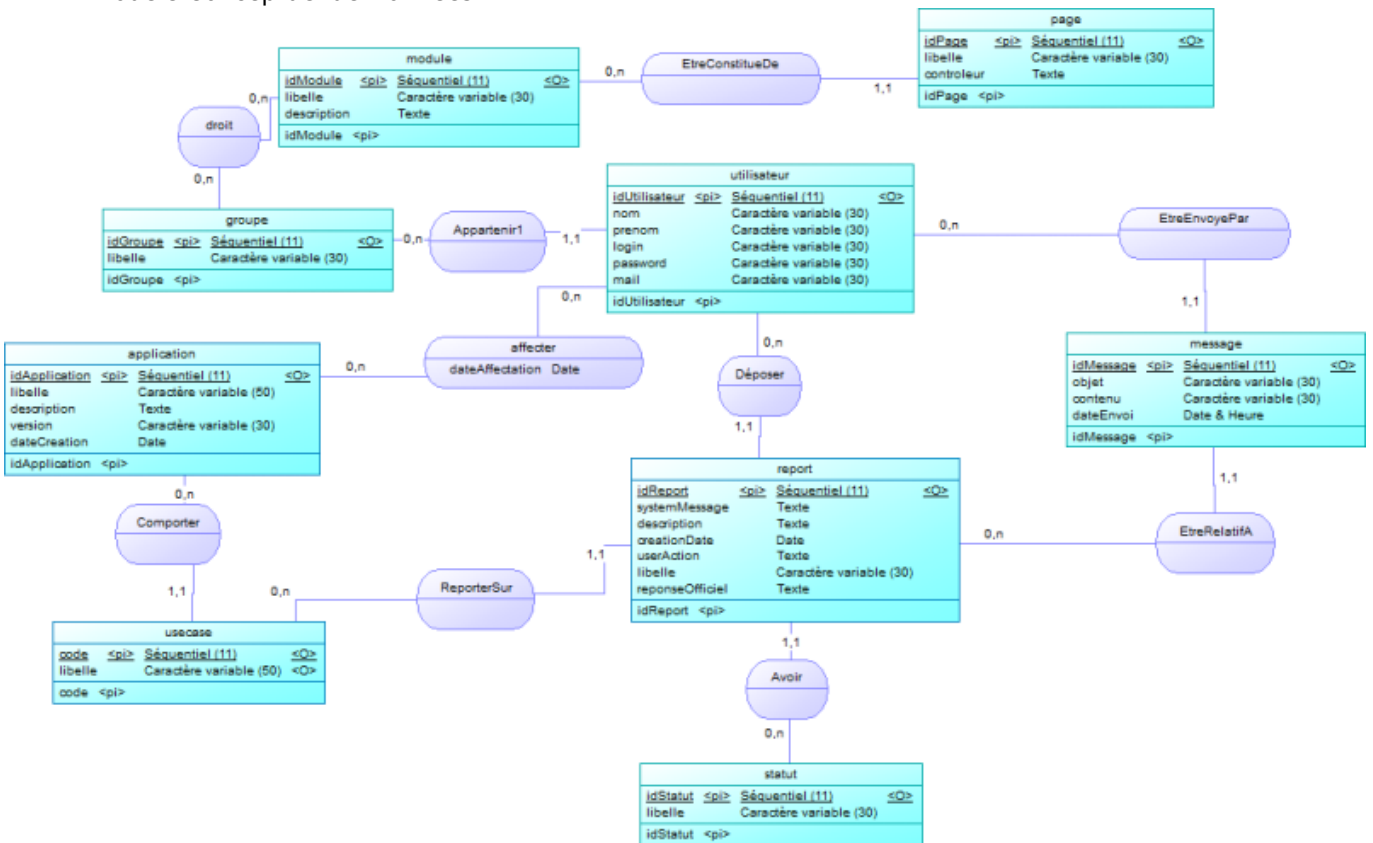 page
idPage <pi> Séquentiel (11) <O>
libelle Caractère variable (30)
controleur Texte
idPage <pi>
module
idModule <pi> Séquentiel (11) <O>
libelle Caractère variable (30)
description Texte
idModule <pi>
0,n
EtreConstitueDe
1,1
0,n
droit
0,n
utilisateur
idUtilisateur <pi> Séquentiel (11) <O>
nom Caractère variable (30)
prenom Caractère variable (30)
login Caractère variable (30)
password Caractère variable (30)
mail Caractère variable (30)
idUtilisateur <pi>
groupe
idGroupe <pi> Séquentiel (11) <O>
libelle Caractère variable (30)
idGroupe <pi>
0,n
Appartenir1
1,1
0,n
EtreEnvoyePar
1,1
0,n
affecter
dateAffectation Date
0,n
0,n
Déposer
1,1
application
idApplication <pi> Séquentiel (11) <O>
libelle Caractère variable (50)
description Texte
version Caractère variable (30)
dateCreation Date
idApplication <pi>
message
idMessage <pi> Séquentiel (11) <O>
objet Caractère variable (30)
contenu Caractère variable (30)
dateEnvoi Date & Heure
idMessage <pi>
1,1
EtreRelatifA
0,n
report
idReport <pi> Séquentiel (11) <O>
systemMessage Texte
description Texte
creationDate Date
userAction Texte
libelle Caractère variable (30)
reponseOfficiel Texte
idReport <pi>
0,n
Comporter
1,1
0,n
ReporterSur
1,1
usecase
code <pi> Séquentiel (11) <O>
libelle Caractère variable (50) <O>
code <pi>
1,1
Avoir
0,n
statut
idStatut <pi> Séquentiel (11) <O>
libelle Caractère variable (30)
idStatut <pi>